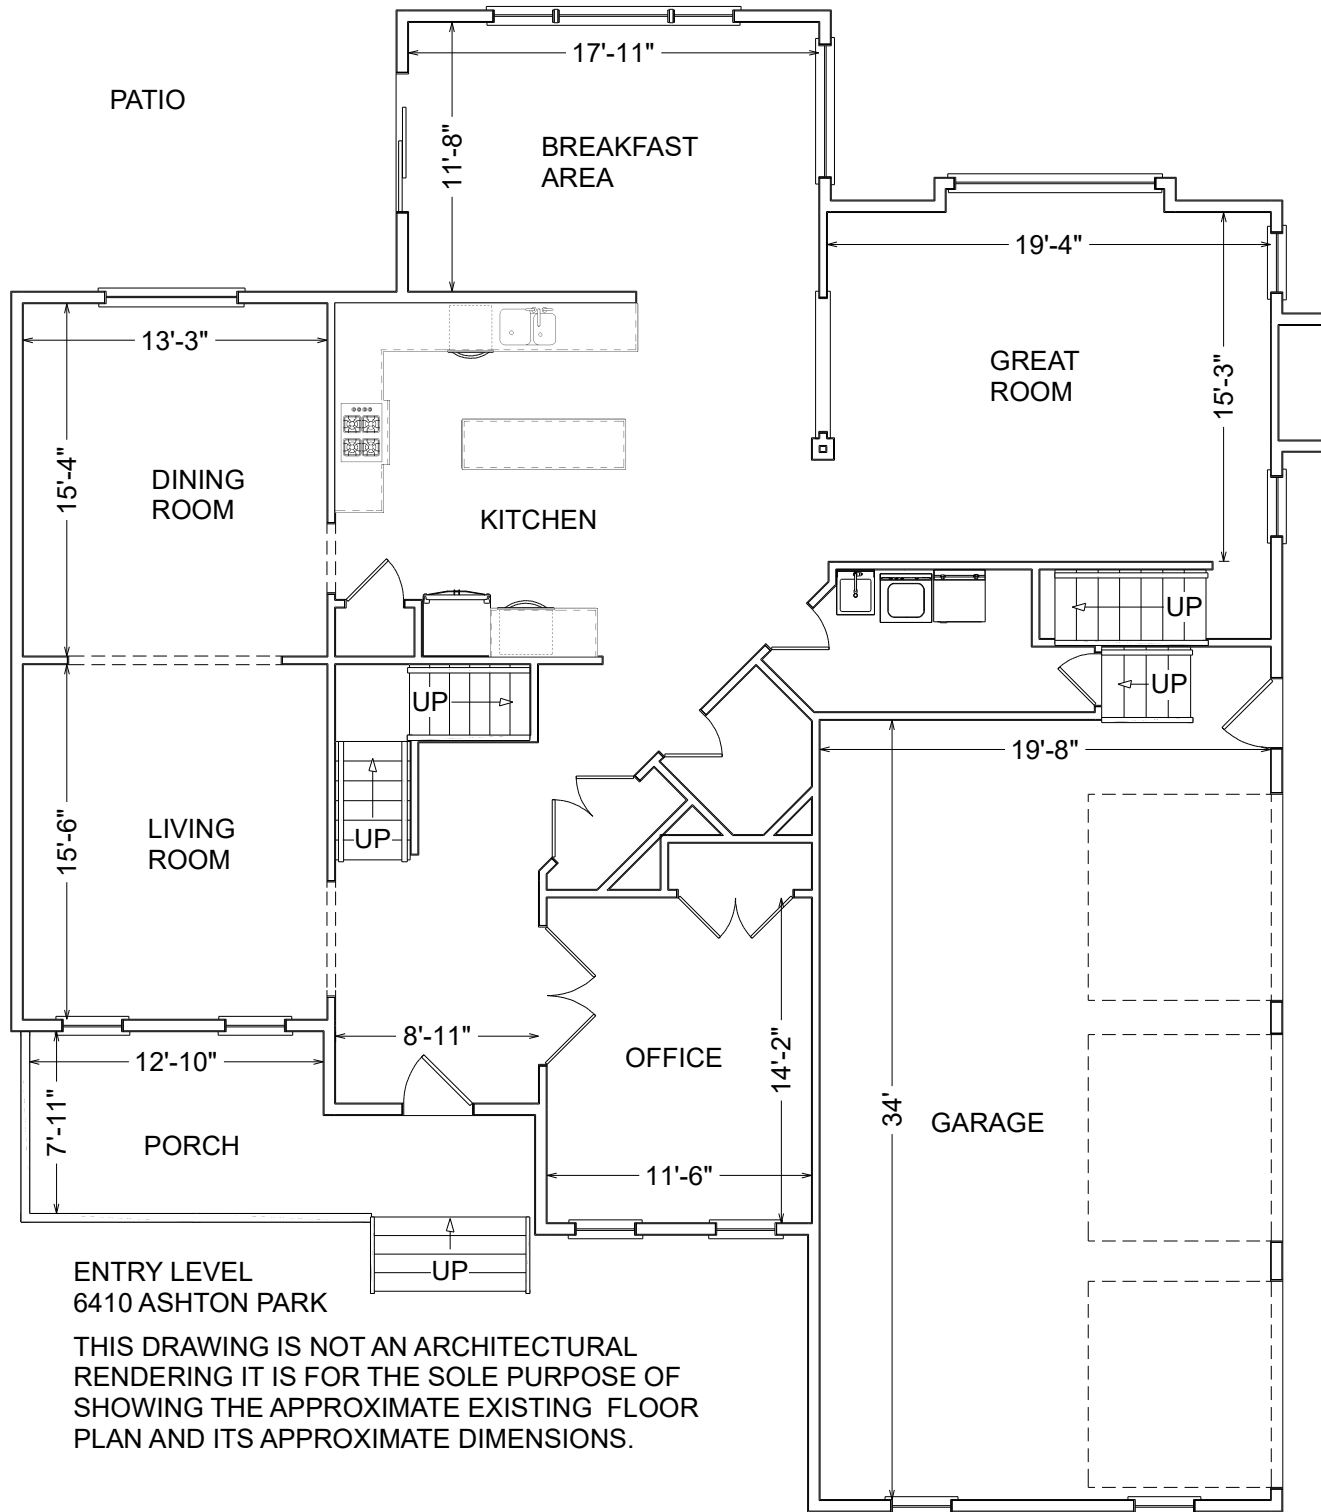 PATIO
17'-11"
11'-8"
BREAKFAST
AREA
19'-4"
13'-3"
GREAT
ROOM
15'-3"
15'-4"
DINING
ROOM
KITCHEN
UP
UP
UP
19'-8"
15'-6"
LIVING
ROOM
UP
8'-11"
12'-10"
OFFICE
14'-2"
34'
GARAGE
7'-11"
PORCH
11'-6"
UP
ENTRY LEVEL
6410 ASHTON PARK
THIS DRAWING IS NOT AN ARCHITECTURAL
RENDERING IT IS FOR THE SOLE PURPOSE OF
SHOWING THE APPROXIMATE EXISTING FLOOR
PLAN AND ITS APPROXIMATE DIMENSIONS.